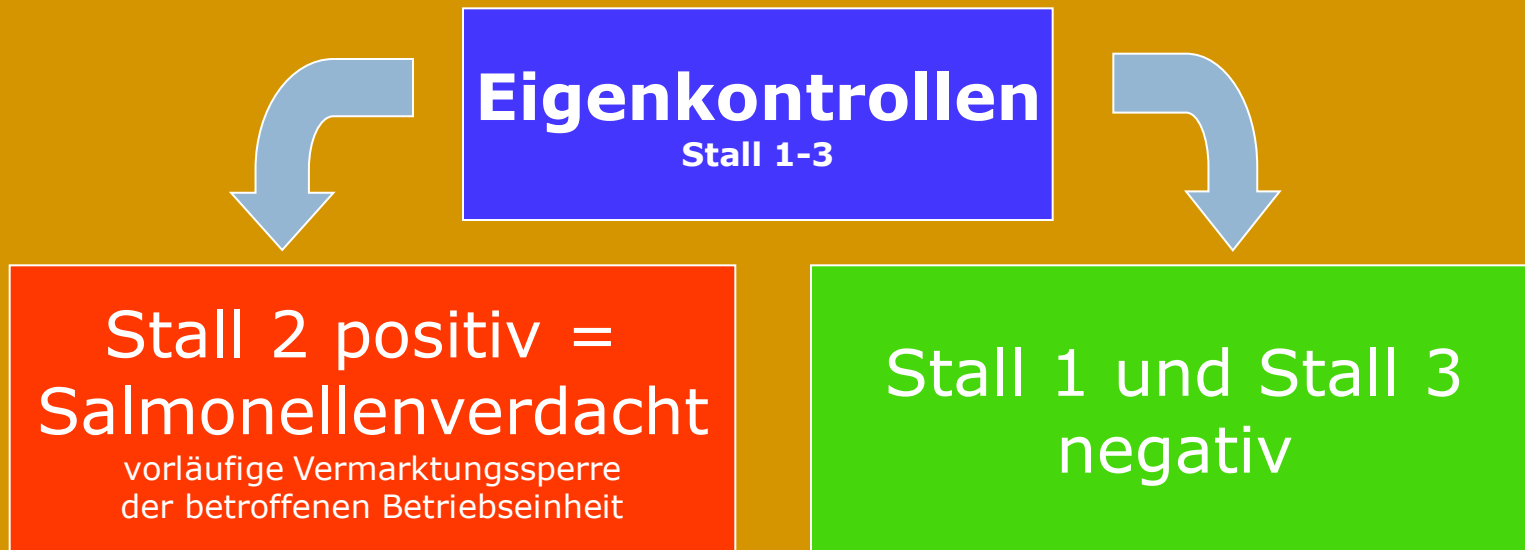 Eigenkontrollen
Stall 1-3
Stall 2 positiv =
Salmonellenverdacht
vorläufige Vermarktungssperre
der betroffenen Betriebseinheit
Stall 1 und Stall 3
negativ